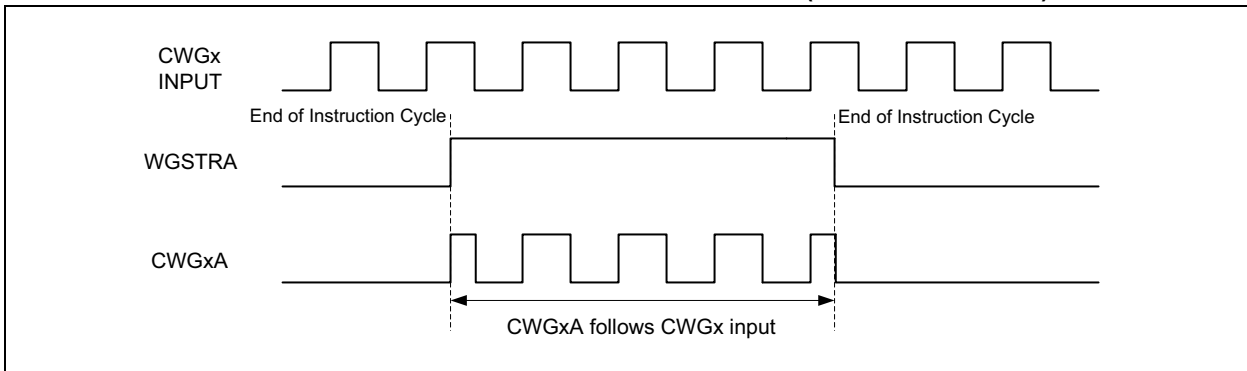 CWGx
INPUT
End of Instruction Cycle
End of Instruction Cycle
WGSTRA
CWGxA
CWGxA follows CWGx input